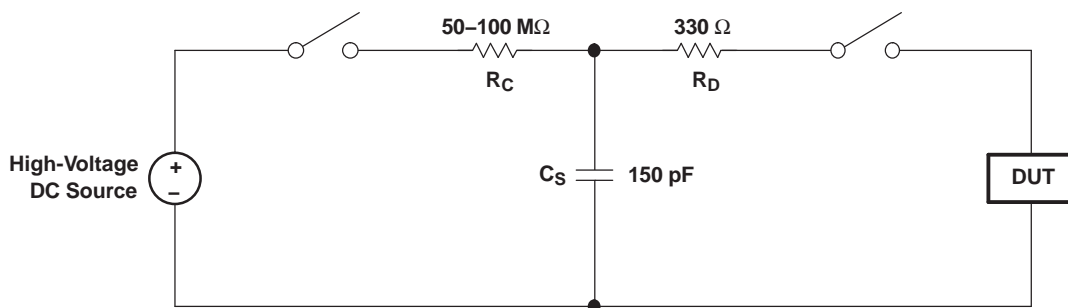 50–100 MΩ
330 Ω
R_C
R_D
High-Voltage
DC Source
+
–
C_S
150 pF
DUT